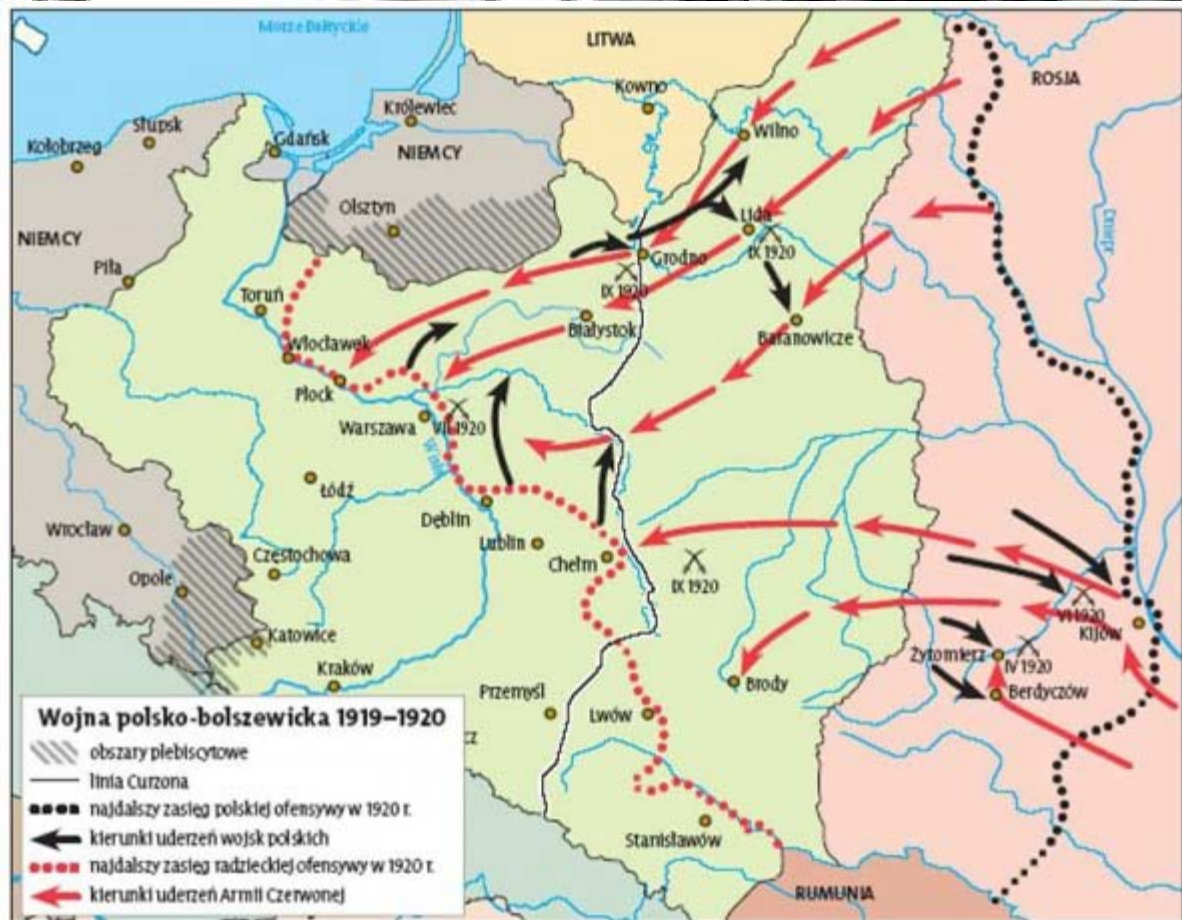 Morze Bałtyckie
LITWA
ROSJA
Kowno
Królewiec
Wilno
Słupsk
Gdańsk
Kołobrzeg
NIEMCY
Olsztyn
Lida
Dniepr
NIEMCY
IX 1920
Grodno
Piła
IX 1920
Toruń
Białystok
Baranowicze
Włocławek
Płock
Warszawa
VII 1920
Wisła
Łódź
Dęblin
Wrocław
Lublin
Częstochowa
Chełm
Opole
IX 1920
VI 1920
Kijów
Katowice
Żytomierz
IV 1920
Kraków
Brody
Berdyczów
Przemyśl
Lwów
cz
Stanisławów
RUMUNIA
Wojna polsko-bolszewicka 1919–1920
obszary plebiscytowe
linia Curzona
najdalszy zasięg polskiej ofensywy w 1920 r.
kierunki uderzeń wojsk polskich
najdalszy zasięg radzieckiej ofensywy w 1920 r.
kierunki uderzeń Armii Czerwonej